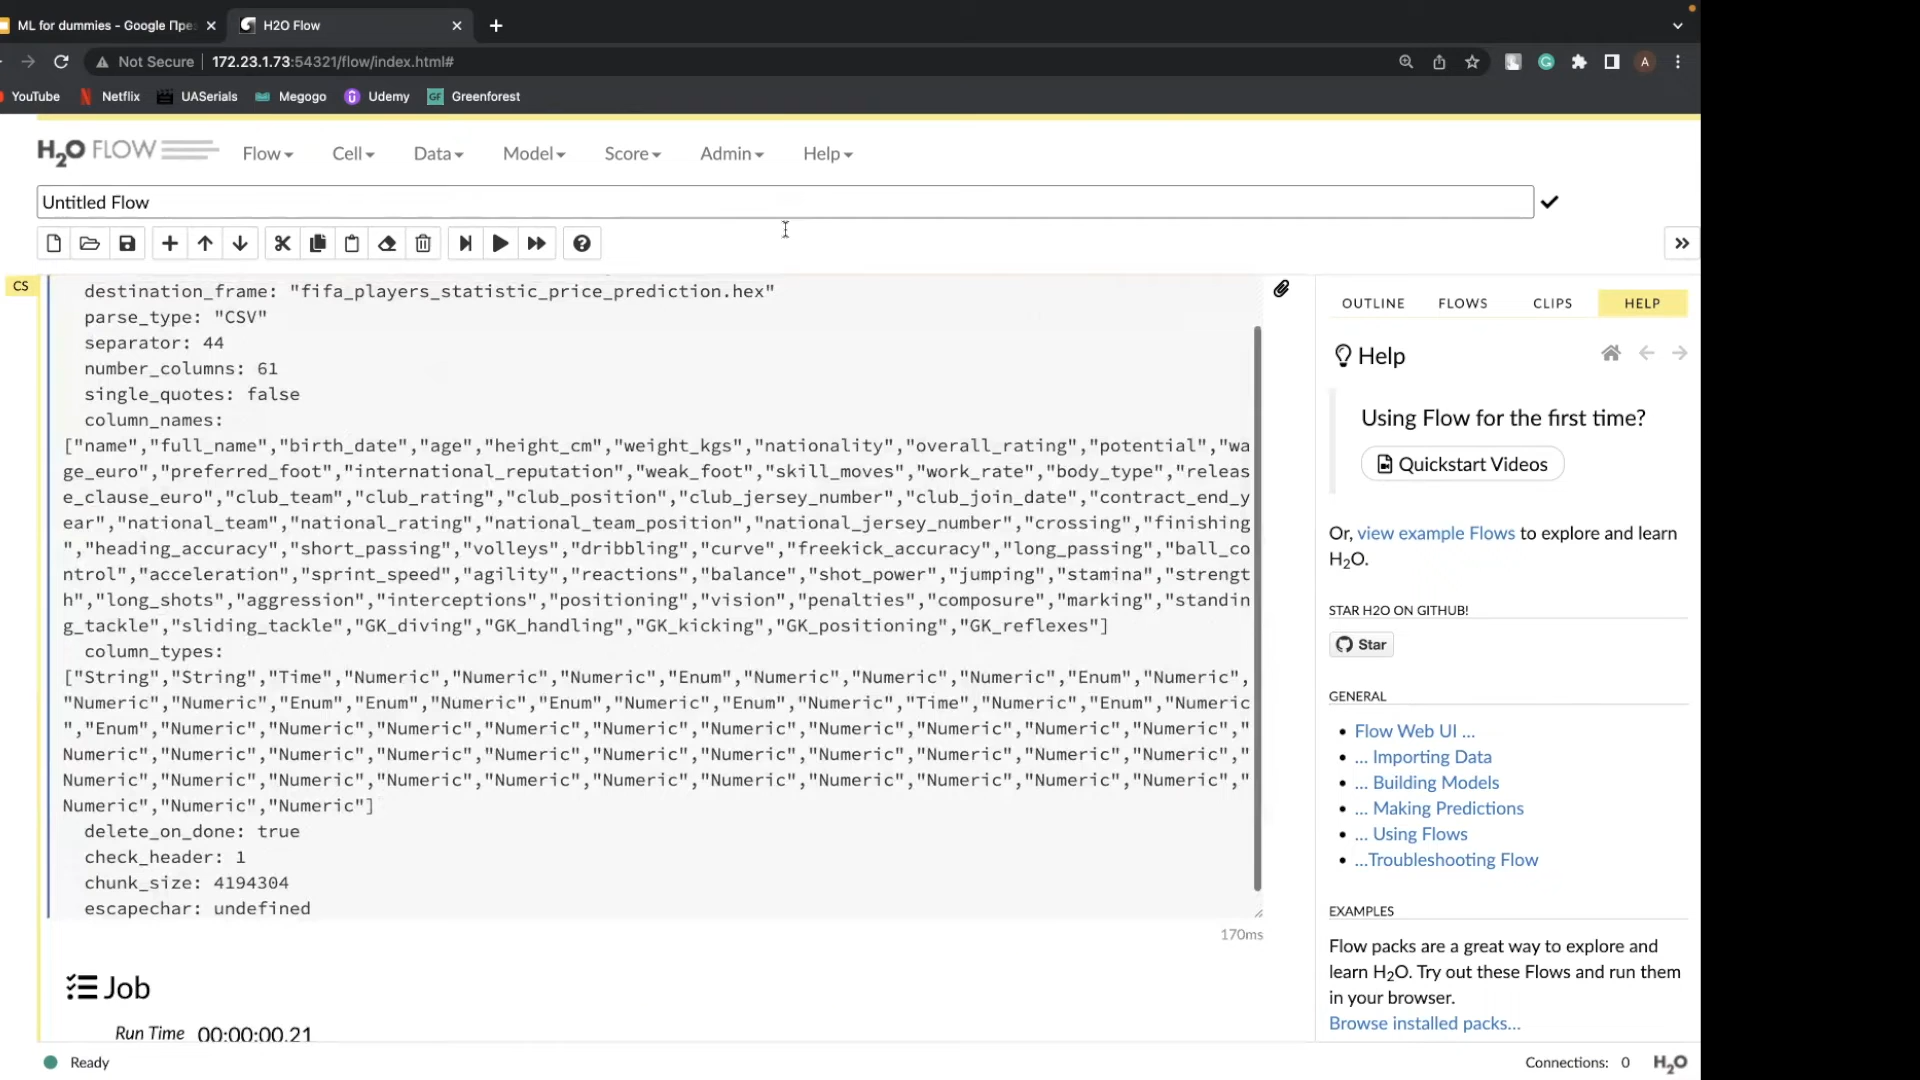 ML for dummies - Google Пре
H2O Flow
Not Secure
172.23.1.73:54321/flow/index.html#
A
YouTube
Netflix
UASerials
Megogo
Udemy
GF
Greenforest
H2O FLOW
Flow
Cell
Data
Model
Score
Admin
Help
Untitled Flow
CS
destination_frame: "fifa_players_statistic_price_prediction.hex"
parse_type: "CSV"
separator: 44
number_columns: 61
single_quotes: false
column_names:
["name","full_name","birth_date","age","height_cm","weight_kgs","nationality","overall_rating","potential","wa
ge_euro","preferred_foot","international_reputation","weak_foot","skill_moves","work_rate","body_type","releas
e_clause_euro","club_team","club_rating","club_position","club_jersey_number","club_join_date","contract_end_y
ear","national_team","national_rating","national_team_position","national_jersey_number","crossing","finishing
","heading_accuracy","short_passing","volleys","dribbling","curve","freekick_accuracy","long_passing","ball_co
ntrol","acceleration","sprint_speed","agility","reactions","balance","shot_power","jumping","stamina","strengt
h","long_shots","aggression","interceptions","positioning","vision","penalties","composure","marking","standin
g_tackle","sliding_tackle","GK_diving","GK_handling","GK_kicking","GK_positioning","GK_reflexes"]
column_types:
["String","String","Time","Numeric","Numeric","Numeric","Enum","Numeric","Numeric","Numeric","Enum","Numeric",
"Numeric","Numeric","Enum","Enum","Numeric","Enum","Numeric","Enum","Numeric","Time","Numeric","Enum","Numeric
","Enum","Numeric","Numeric","Numeric","Numeric","Numeric","Numeric","Numeric","Numeric","Numeric","Numeric","
Numeric","Numeric","Numeric","Numeric","Numeric","Numeric","Numeric","Numeric","Numeric","Numeric","Numeric","
Numeric","Numeric","Numeric","Numeric","Numeric","Numeric","Numeric","Numeric","Numeric","Numeric","Numeric","
Numeric","Numeric","Numeric"]
delete_on_done: true
check_header: 1
chunk_size: 4194304
escapechar: undefined
170ms
Job
Run Time 00:00:00.21
Ready
OUTLINE
FLOWS
CLIPS
HELP
Help
Using Flow for the first time?
Quickstart Videos
Or, view example Flows to explore and learn
H2O.
STAR H2O ON GITHUB!
Star
GENERAL
Flow Web UI ...
... Importing Data
... Building Models
... Making Predictions
... Using Flows
...Troubleshooting Flow
EXAMPLES
Flow packs are a great way to explore and
learn H2O. Try out these Flows and run them
in your browser.
Browse installed packs...
Connections: 0
H2O